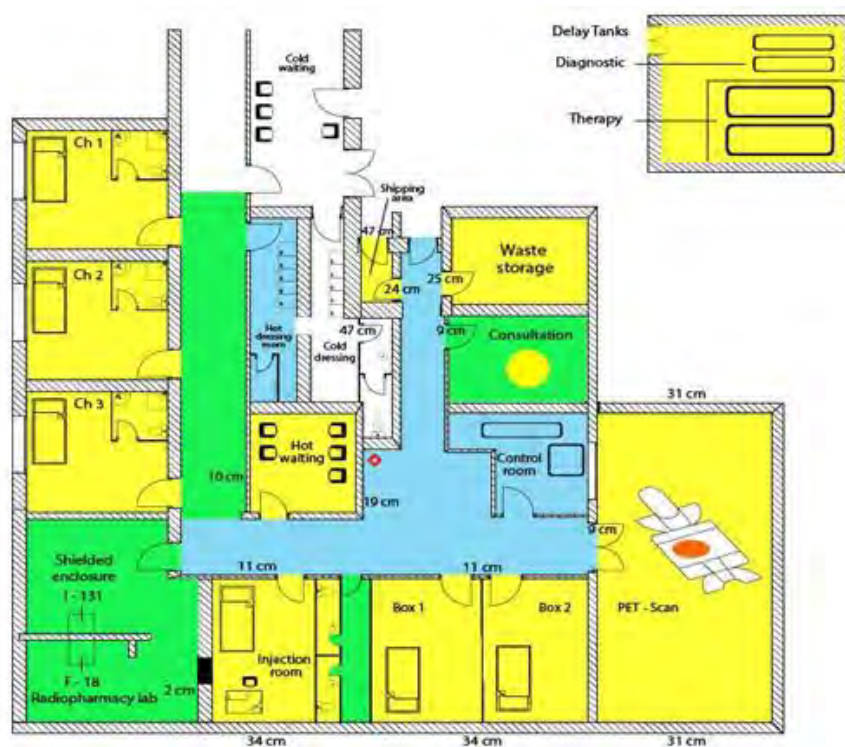 Delay Tanks
Diagnostic
Therapy
Cold
waiting
Ch 1
Shipping
area
47 cm
Waste
storage
Ch 2
25 cm
24 cm
Hot
dressing
room
47 cm
Cold
dressing
9 cm
Consultation
31 cm
Ch 3
Hot
waiting
Control
room
10 cm
19 cm
9 cm
Shielded
enclosure
I - 131
11 cm
11 cm
Box 1
Box 2
PET - Scan
Injection
room
F - 18
Radiopharmacy lab
2 cm
34 cm
34 cm
31 cm